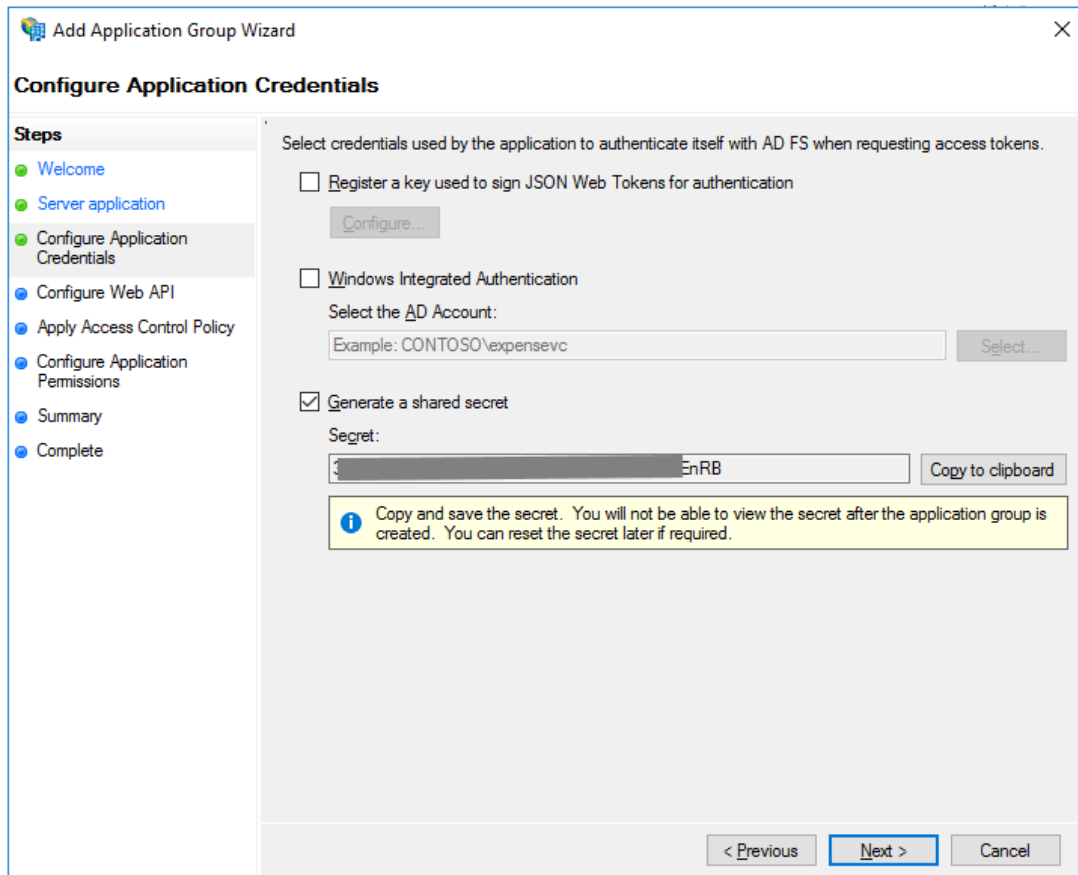 Add Application Group Wizard
Configure Application Credentials
Steps
Welcome
Server application
Configure Application
Credentials
Configure Web API
Apply Access Control Policy
Configure Application
Permissions
Summary
Complete
Select credentials used by the application to authenticate itself with AD FS when requesting access tokens.
Register a key used to sign JSON Web Tokens for authentication
Configure...
Windows Integrated Authentication
Select the AD Account:
Example: CONTOSO\expensevc
Select...
Generate a shared secret
Secret:
EnRB
Copy to clipboard
Copy and save the secret. You will not be able to view the secret after the application group is
created. You can reset the secret later if required.
< Previous
Next >
Cancel